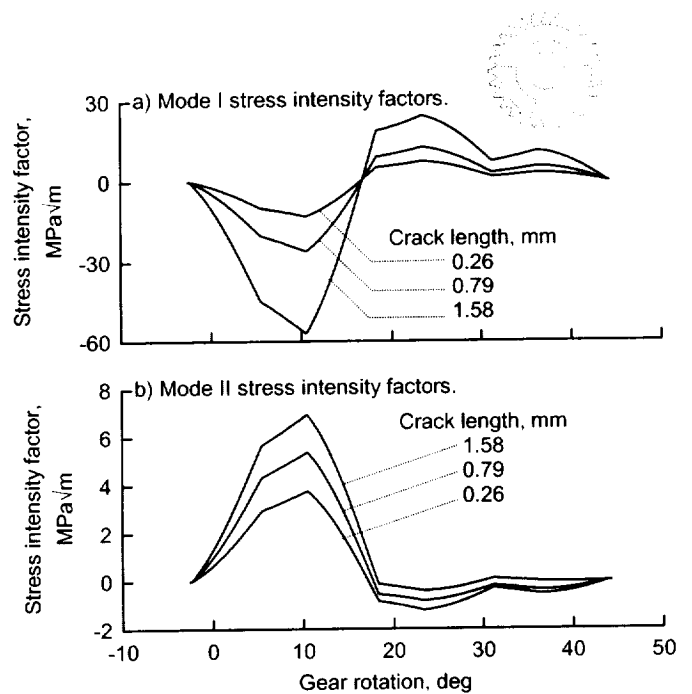 a) Mode I stress intensity factors.
Stress intensity factor,
MPa√m
30
0
-30
-60
Crack length, mm
0.26
0.79
1.58
b) Mode II stress intensity factors.
Stress intensity factor,
MPa√m
8
6
4
2
0
-2
Crack length, mm
1.58
0.79
0.26
-10 0 10 20 30 40 50
Gear rotation, deg